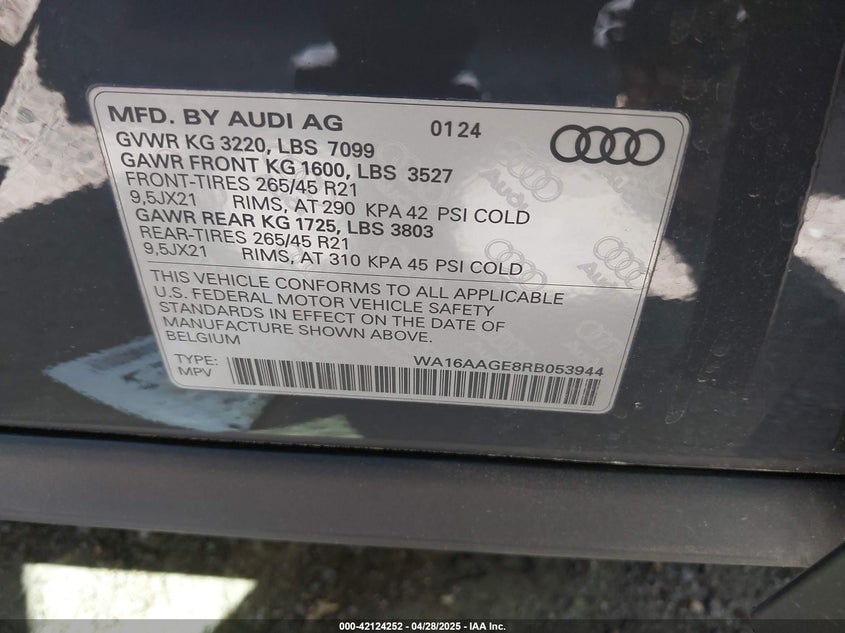 MFD. BY AUDI AG 0124
GVWR KG 3220, LBS 7099
GAWR FRONT KG 1600, LBS 3527
FRONT-TIRES 265/45 R21
9,5JX21 RIMS, AT 290 KPA 42 PSI COLD
GAWR REAR KG 1725, LBS 3803
REAR-TIRES 265/45 R21
9,5JX21 RIMS, AT 310 KPA 45 PSI COLD
THIS VEHICLE CONFORMS TO ALL APPLICABLE
U.S. FEDERAL MOTOR VEHICLE SAFETY
STANDARDS IN EFFECT ON THE DATE OF
MANUFACTURE SHOWN ABOVE.
BELGIUM
TYPE: WA16AAGE8RB053944
MPV
000-42124252 04/28/2025 - IAA Inc.